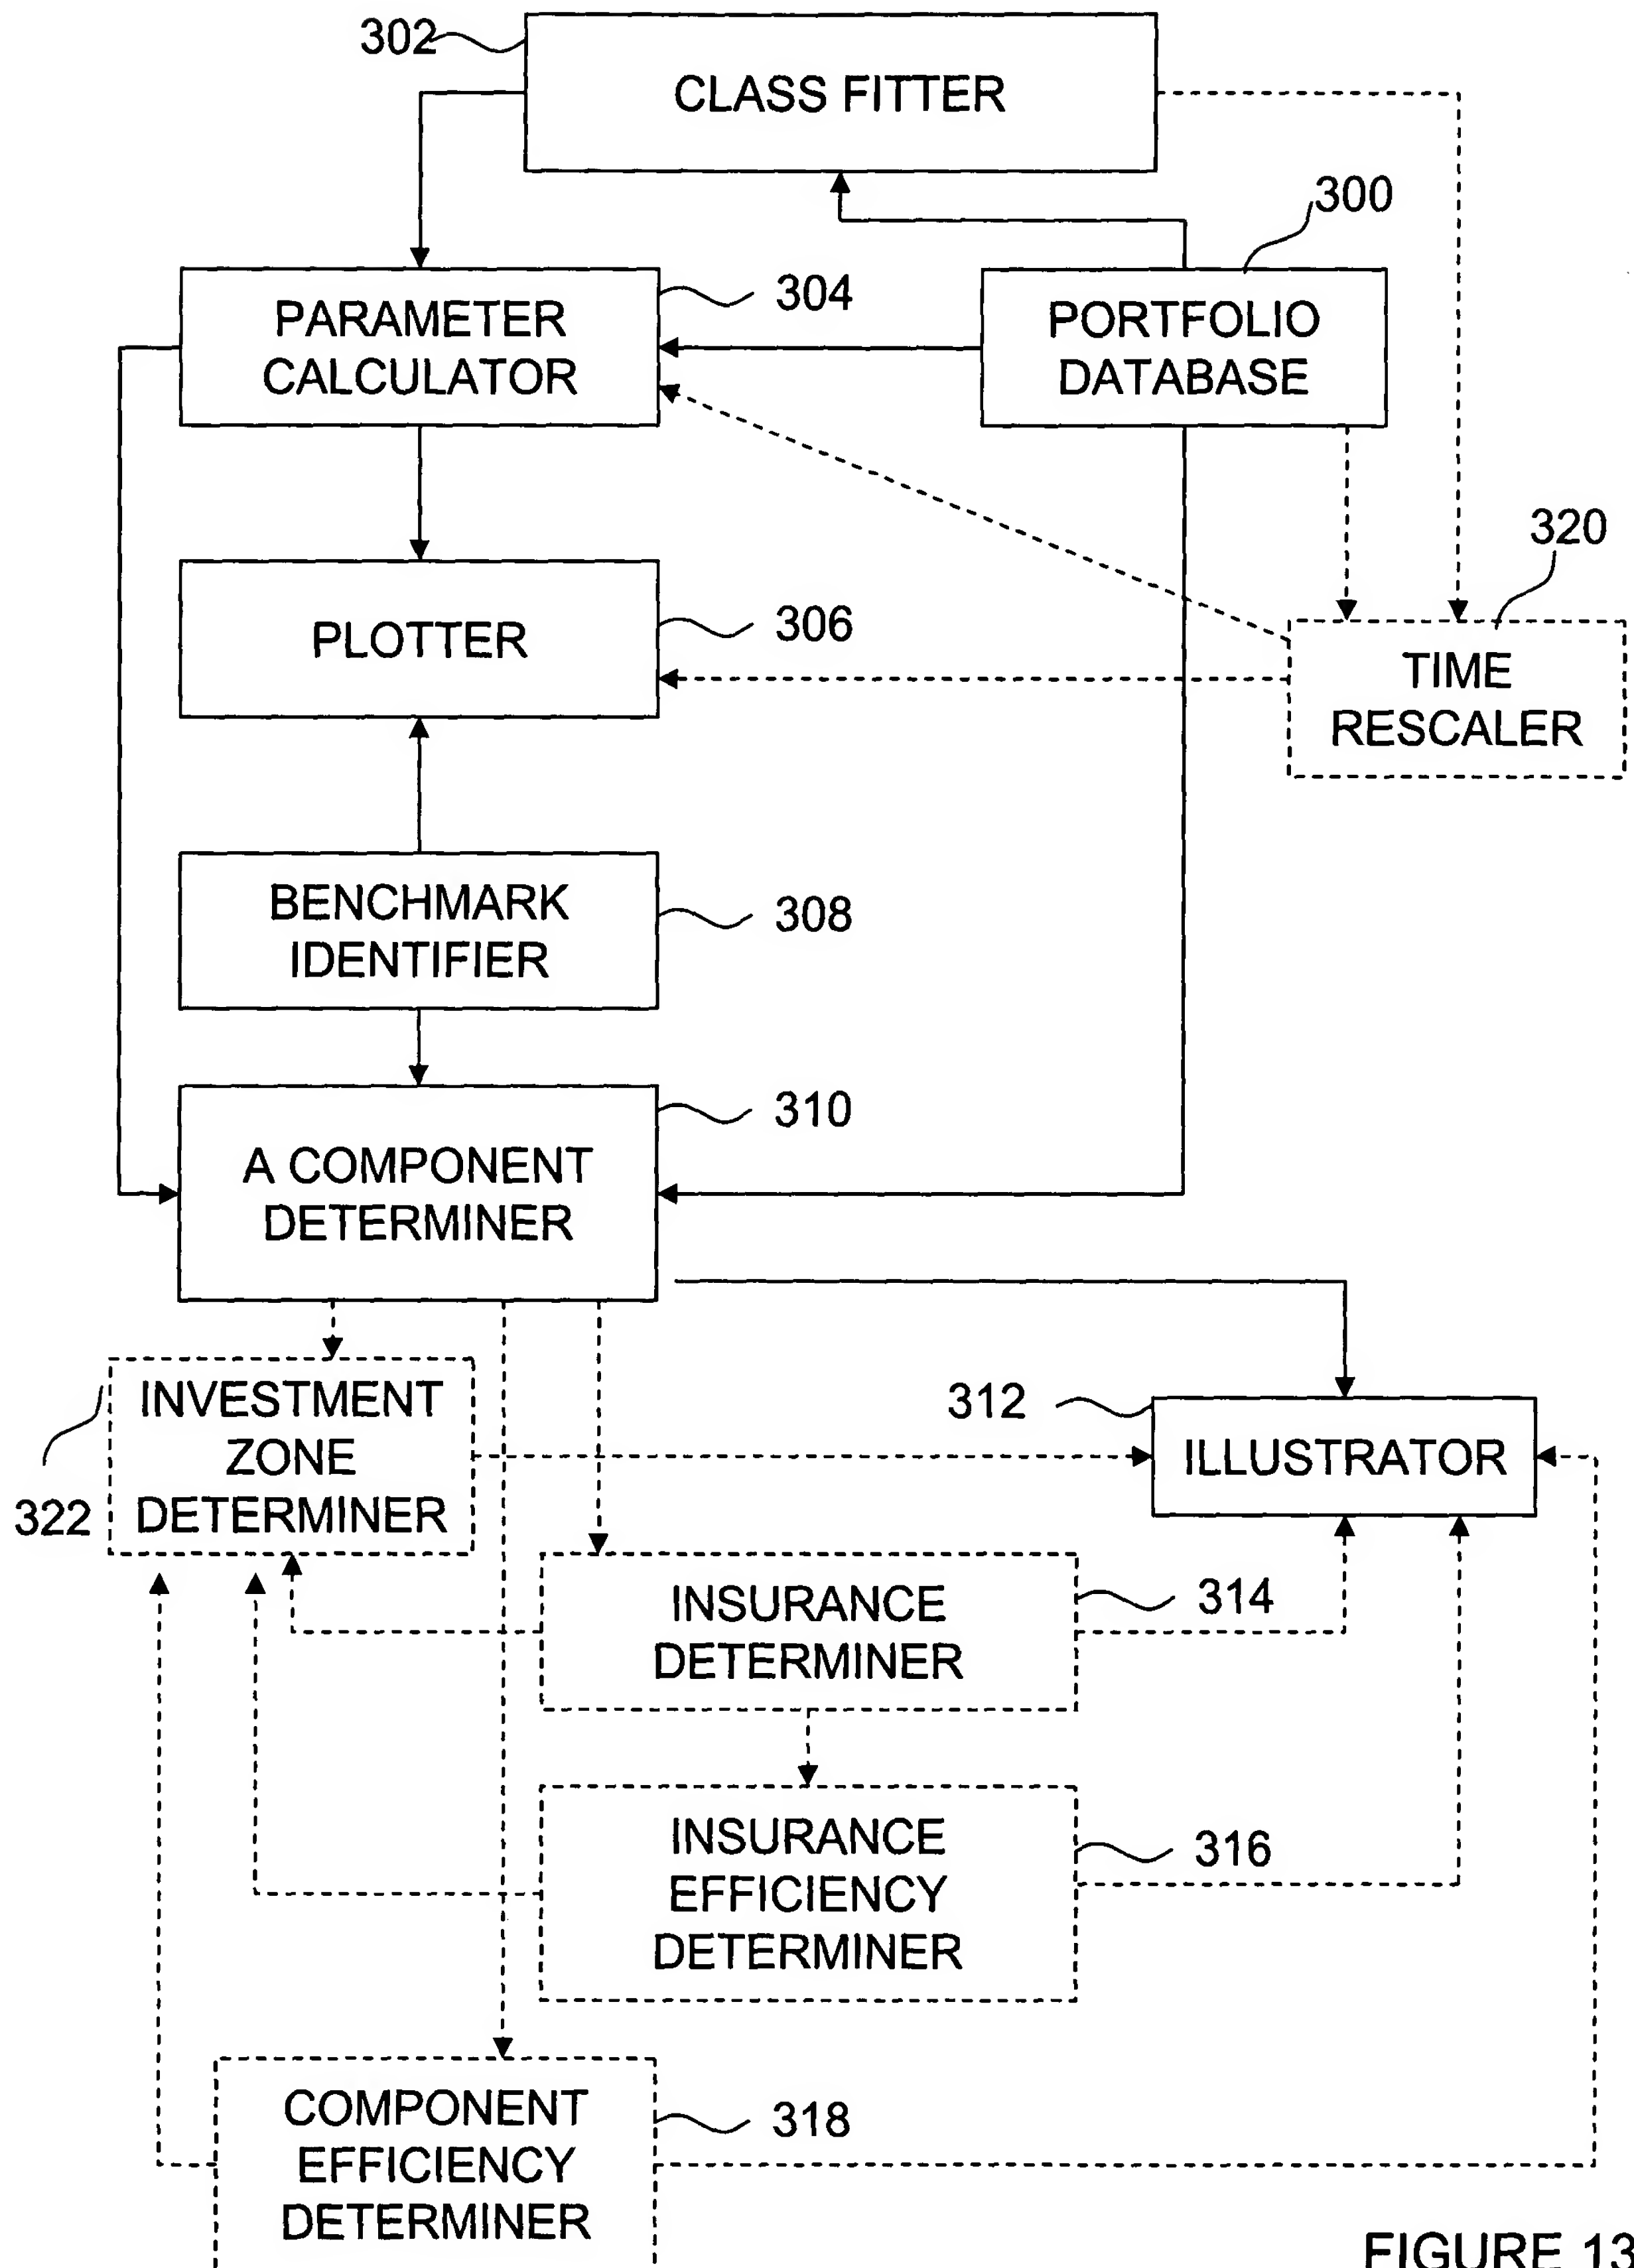 302
CLASS FITTER
300
PARAMETER
CALCULATOR
304
PORTFOLIO
DATABASE
320
PLOTTER
306
TIME
RESCALER
BENCHMARK
IDENTIFIER
308
A COMPONENT
DETERMINER
310
INVESTMENT
ZONE
DETERMINER
322
312
ILLUSTRATOR
INSURANCE
DETERMINER
314
INSURANCE
EFFICIENCY
DETERMINER
316
COMPONENT
EFFICIENCY
DETERMINER
318
FIGURE 13